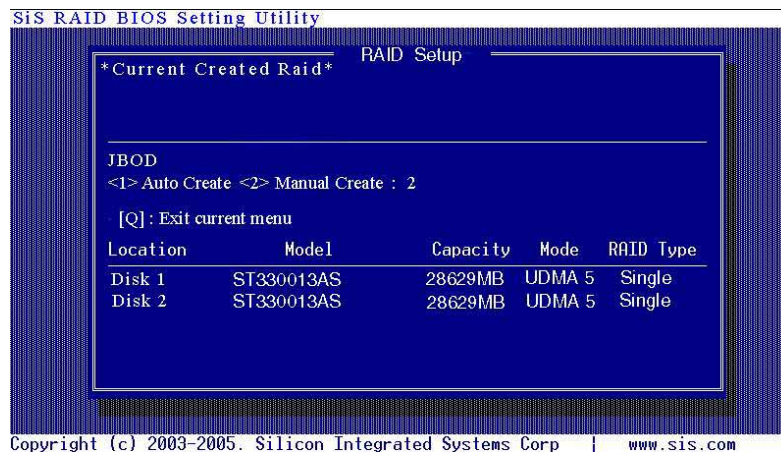 SiS RAID BIOS Setting Utility
RAID Setup
*Current Created Raid*
JBOD
<1> Auto Create <2> Manual Create : 2
[Q] : Exit current menu
Location Model Capacity Mode RAID Type
Disk 1 ST330013AS 28629MB UDMA 5 Single
Disk 2 ST330013AS 28629MB UDMA 5 Single
Copyright (c) 2003-2005. Silicon Integrated Systems Corp | www.sis.com